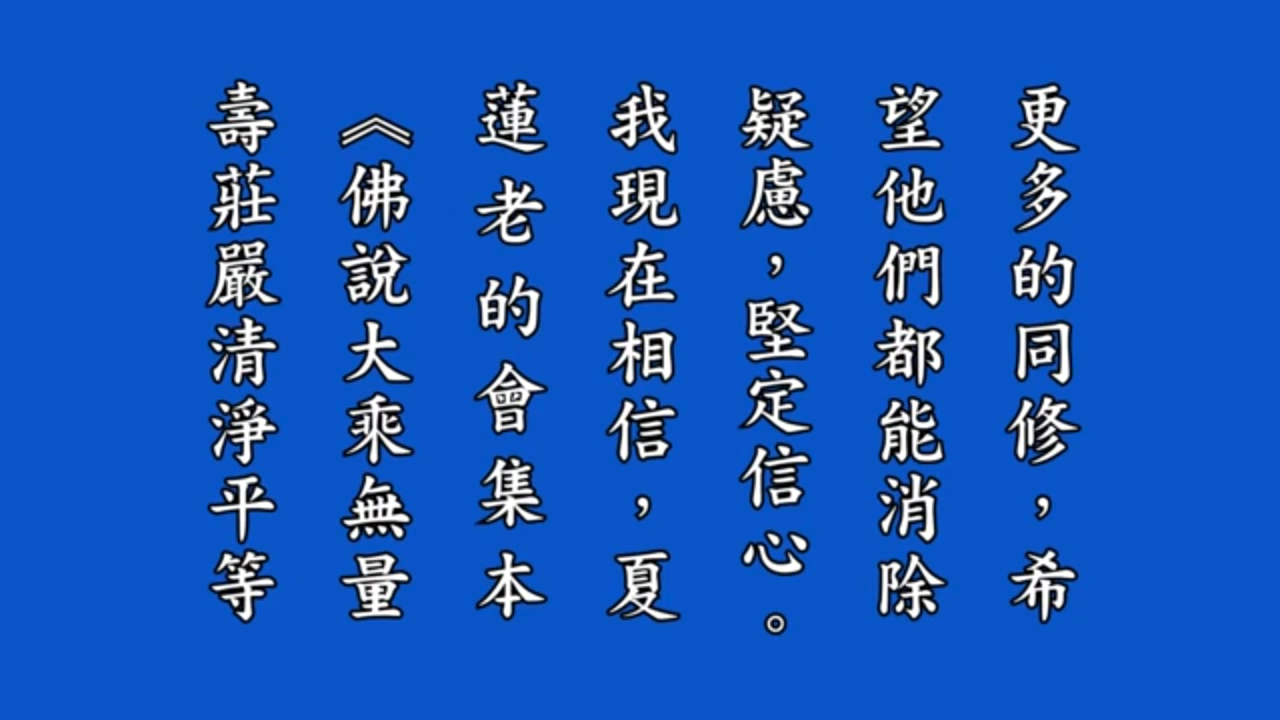 更多的同修，希
望他們都能消除
疑慮，堅定信心。
我現在相信，夏
蓮老的會集本
《佛說大乘無量
壽莊嚴清淨平等